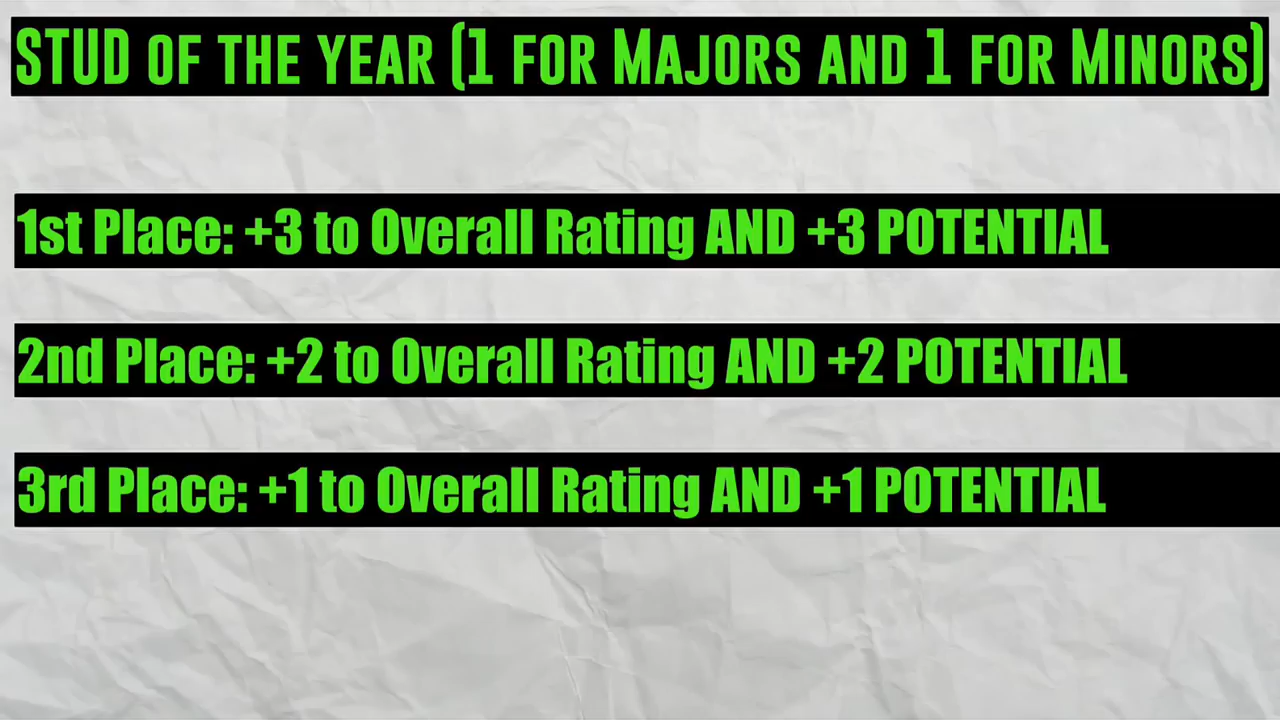 STUD OF THE YEAR (1 FOR MAJORS AND 1 FOR MINORS)
1st Place: +3 to Overall Rating AND +3 POTENTIAL
2nd Place: +2 to Overall Rating AND +2 POTENTIAL
3rd Place: +1 to Overall Rating AND +1 POTENTIAL